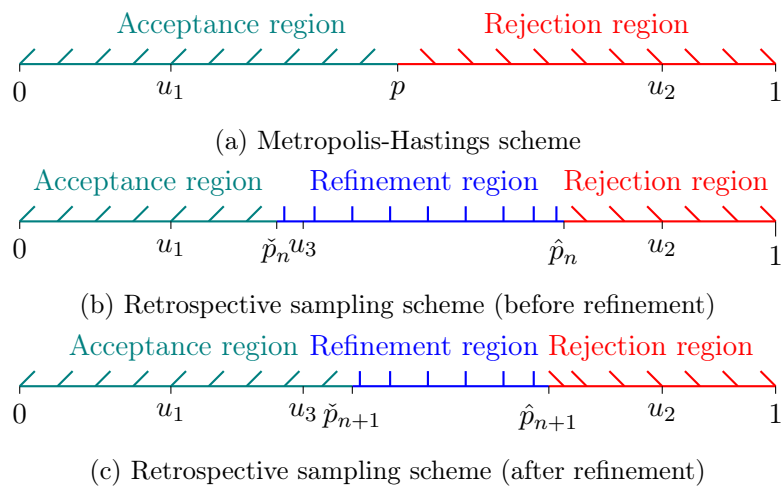 Acceptance region Rejection region
0 u₁ p u₂ 1
(a) Metropolis-Hastings scheme
Acceptance region Refinement region Rejection region
0 u₁ p̌ₙ u₃ p̂ₙ u₂ 1
(b) Retrospective sampling scheme (before refinement)
Acceptance region Refinement region Rejection region
0 u₁ u₃ p̌ₙ₊₁ p̂ₙ₊₁ u₂ 1
(c) Retrospective sampling scheme (after refinement)